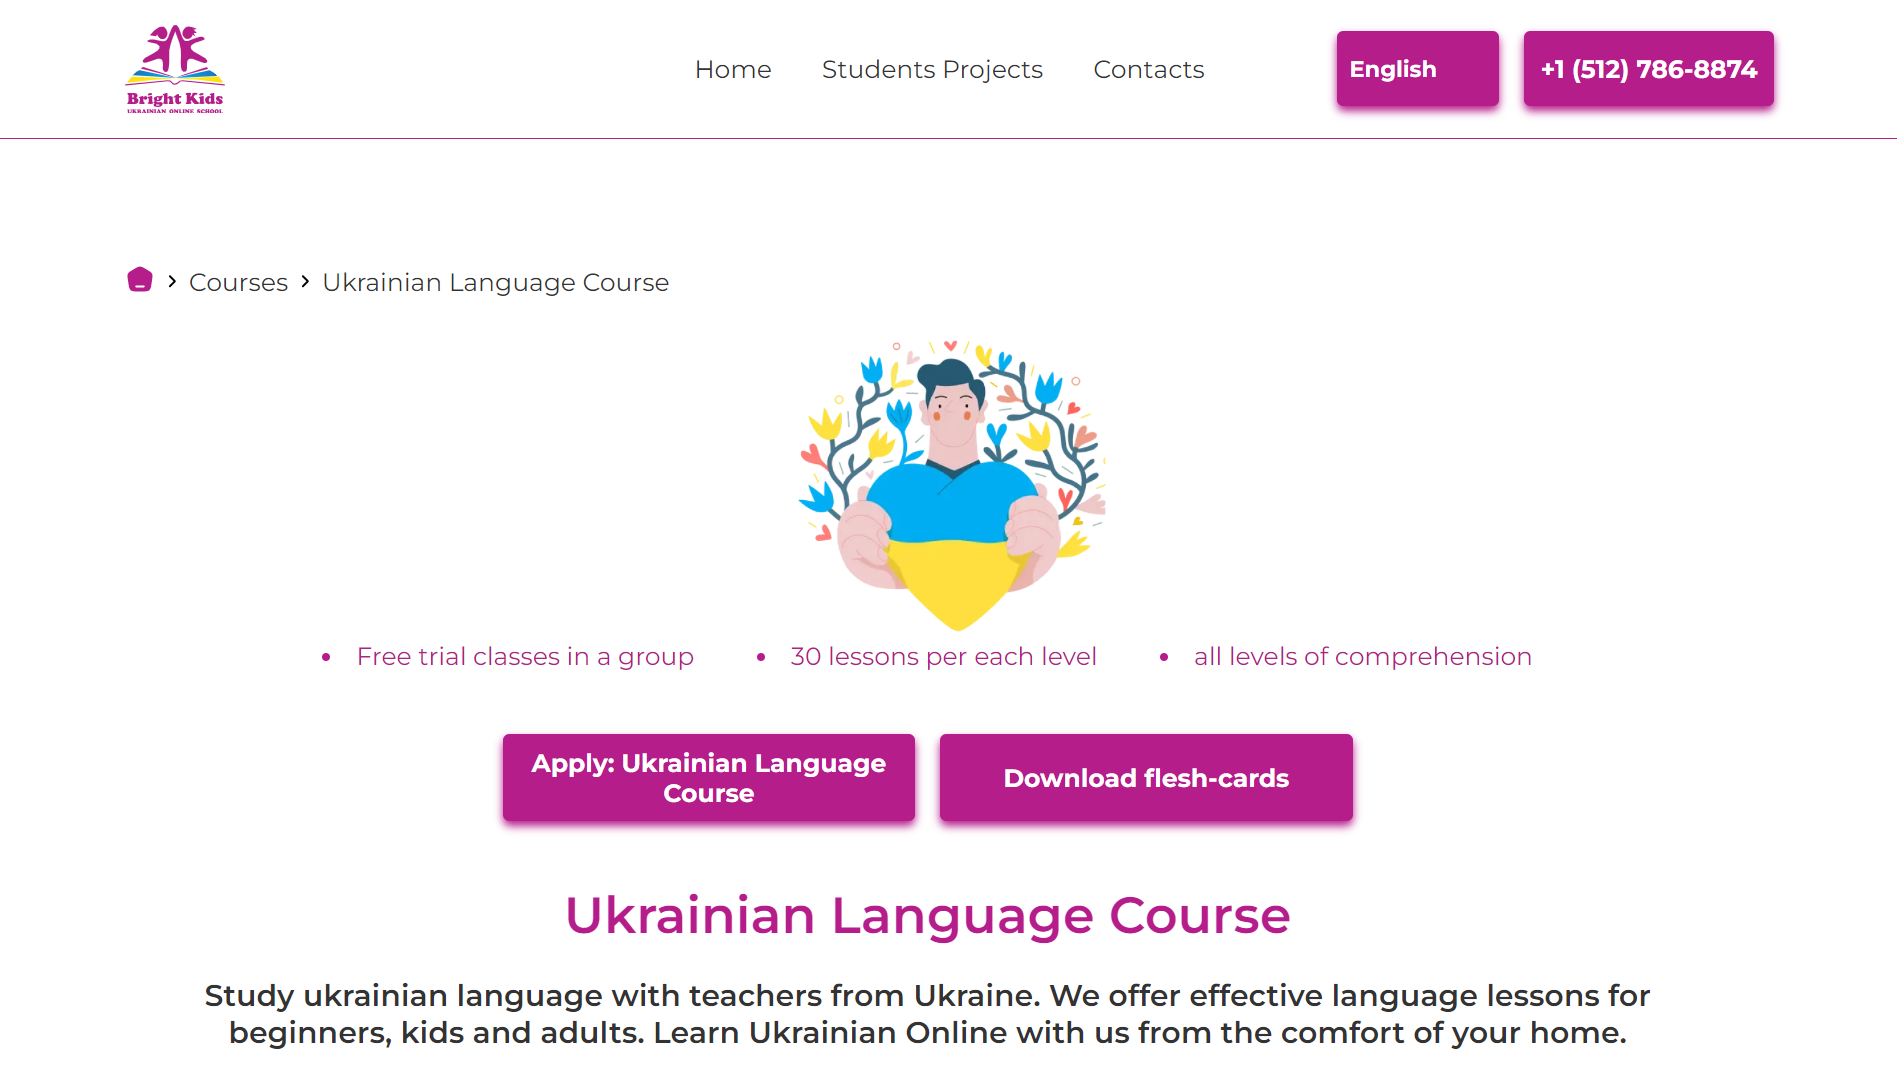 Bright Kids
UKRAINIAN ONLINE SCHOOL
Home
Students Projects
Contacts
English
+1 (512) 786-8874
Courses
Ukrainian Language Course
Free trial classes in a group
30 lessons per each level
all levels of comprehension
Apply: Ukrainian Language
Course
Download flesh-cards
Ukrainian Language Course
Study ukrainian language with teachers from Ukraine. We offer effective language lessons for
beginners, kids and adults. Learn Ukrainian Online with us from the comfort of your home.